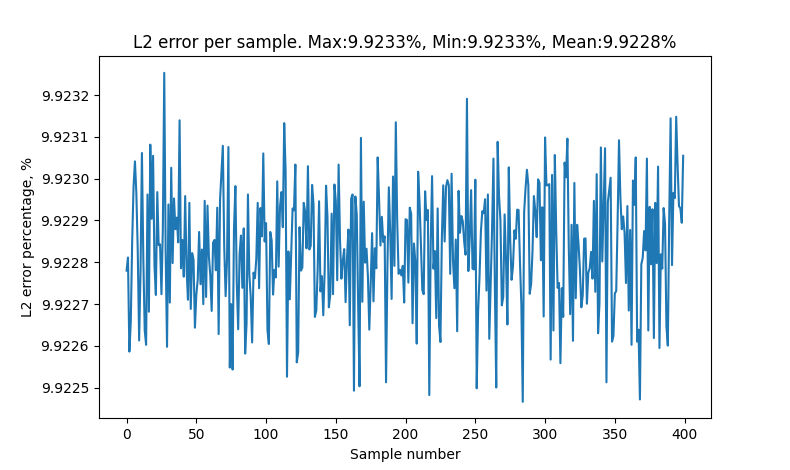 L2 error per sample. Max:9.9233%, Min:9.9233%, Mean:9.9228%
L2 error percentage, %
9.9232
9.9231
9.9230
9.9229
9.9228
9.9227
9.9226
9.9225
0 50 100 150 200 250 300 350 400
Sample number